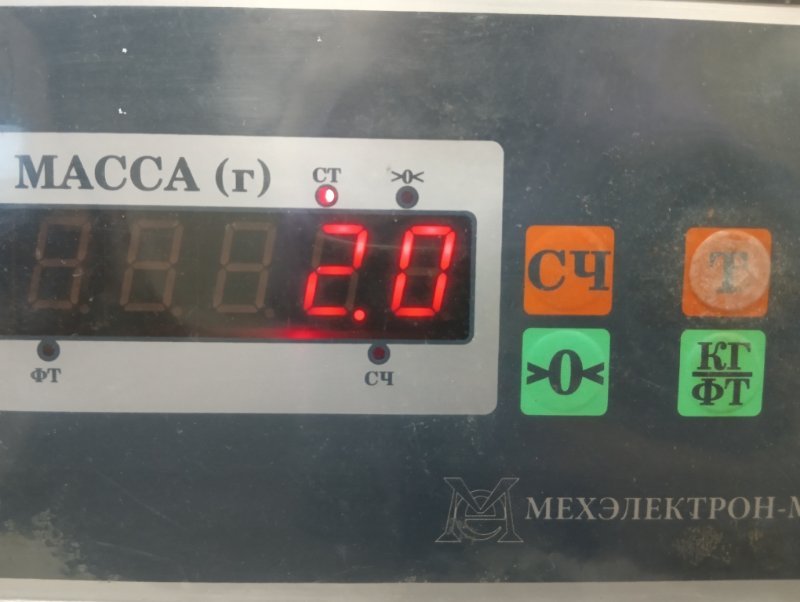 МАССА (г)
СТ >0<
2.0
ФТ СЧ
СЧ Т
>0< КГ
ФТ
МЕХЭЛЕКТРОН-М